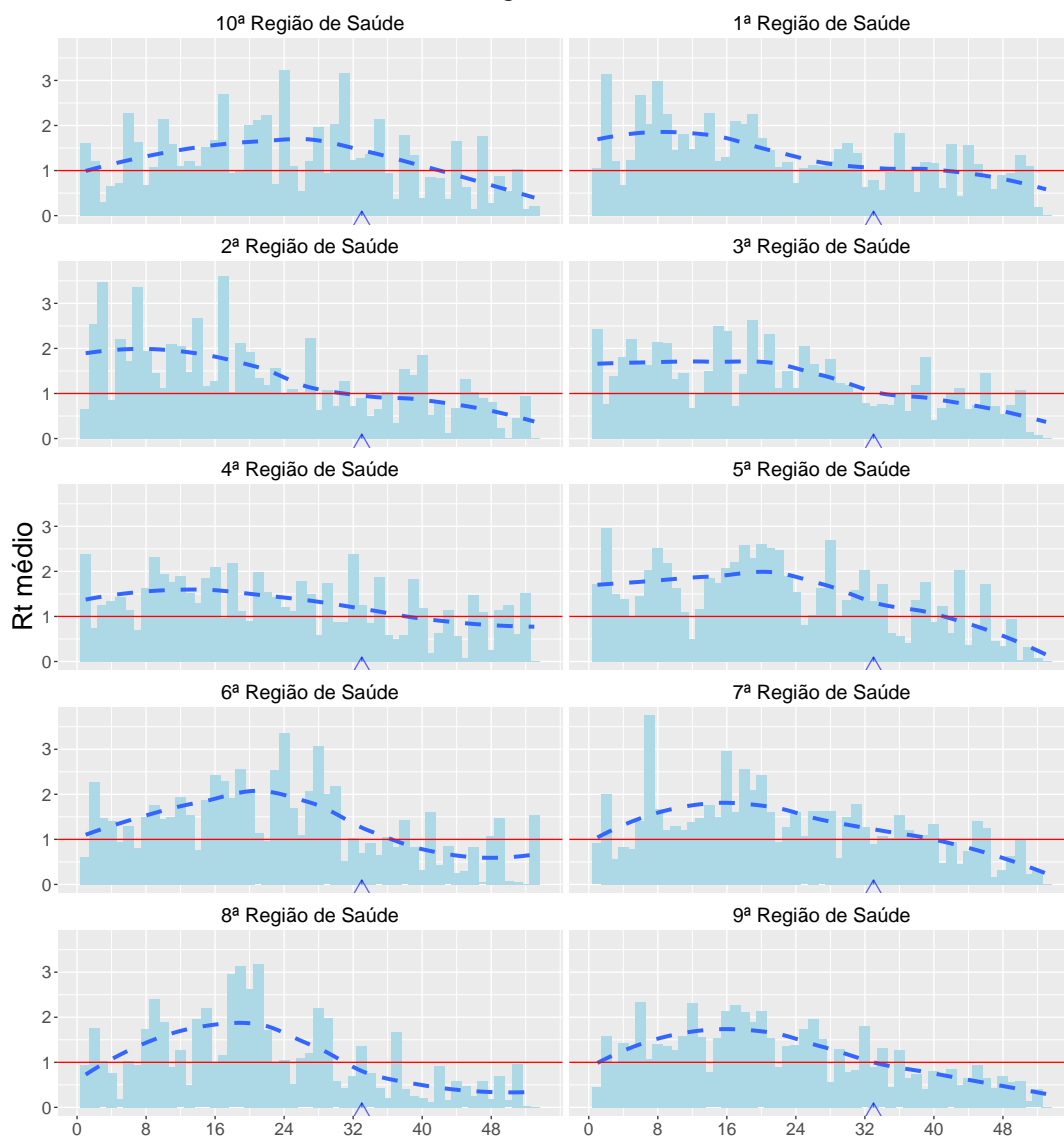 10ª Região de Saúde
1ª Região de Saúde
3
2
1
0
2ª Região de Saúde
3ª Região de Saúde
3
2
1
0
4ª Região de Saúde
5ª Região de Saúde
3
2
1
0
Rt médio
6ª Região de Saúde
7ª Região de Saúde
3
2
1
0
8ª Região de Saúde
9ª Região de Saúde
3
2
1
0
0 8 16 24 32 40 48
0 8 16 24 32 40 48